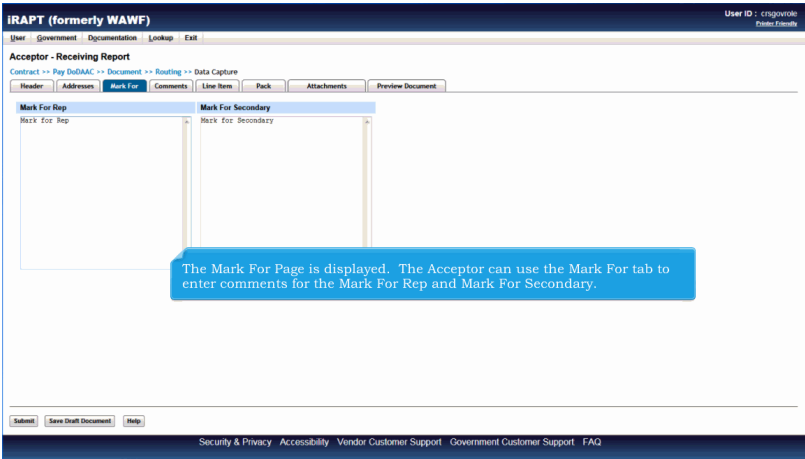 iRAPT (formerly WAWF)
User ID : crsgovrole
Printer Friendly
User Government Documentation Lookup Exit
Acceptor - Receiving Report
Contract >> Pay DoDAAC >> Document >> Routing >> Data Capture
Header Addresses Mark For Comments Line Item Pack Attachments Preview Document
Mark For Rep Mark For Secondary
Mark for Rep Mark for Secondary
The Mark For Page is displayed. The Acceptor can use the Mark For tab to
enter comments for the Mark For Rep and Mark For Secondary.
Submit Save Draft Document Help
Security & Privacy Accessibility Vendor Customer Support Government Customer Support FAQ